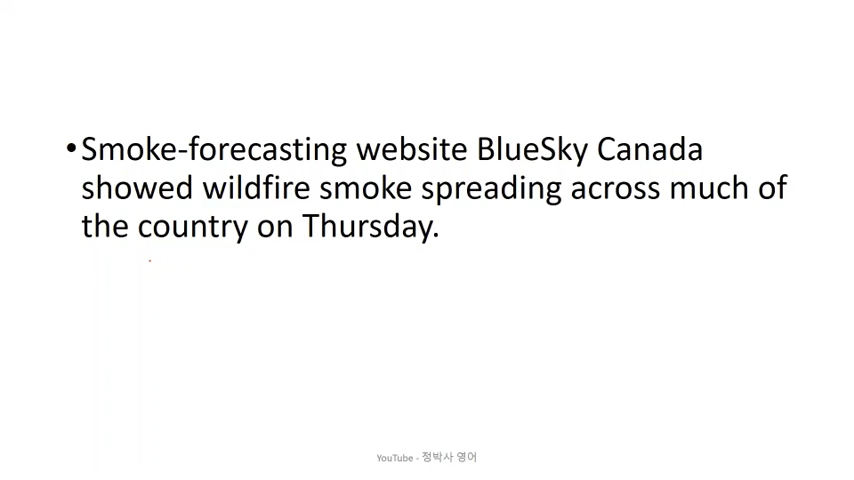 •Smoke-forecasting website BlueSky Canada
showed wildfire smoke spreading across much of
the country on Thursday.
YouTube - 정박사 영어